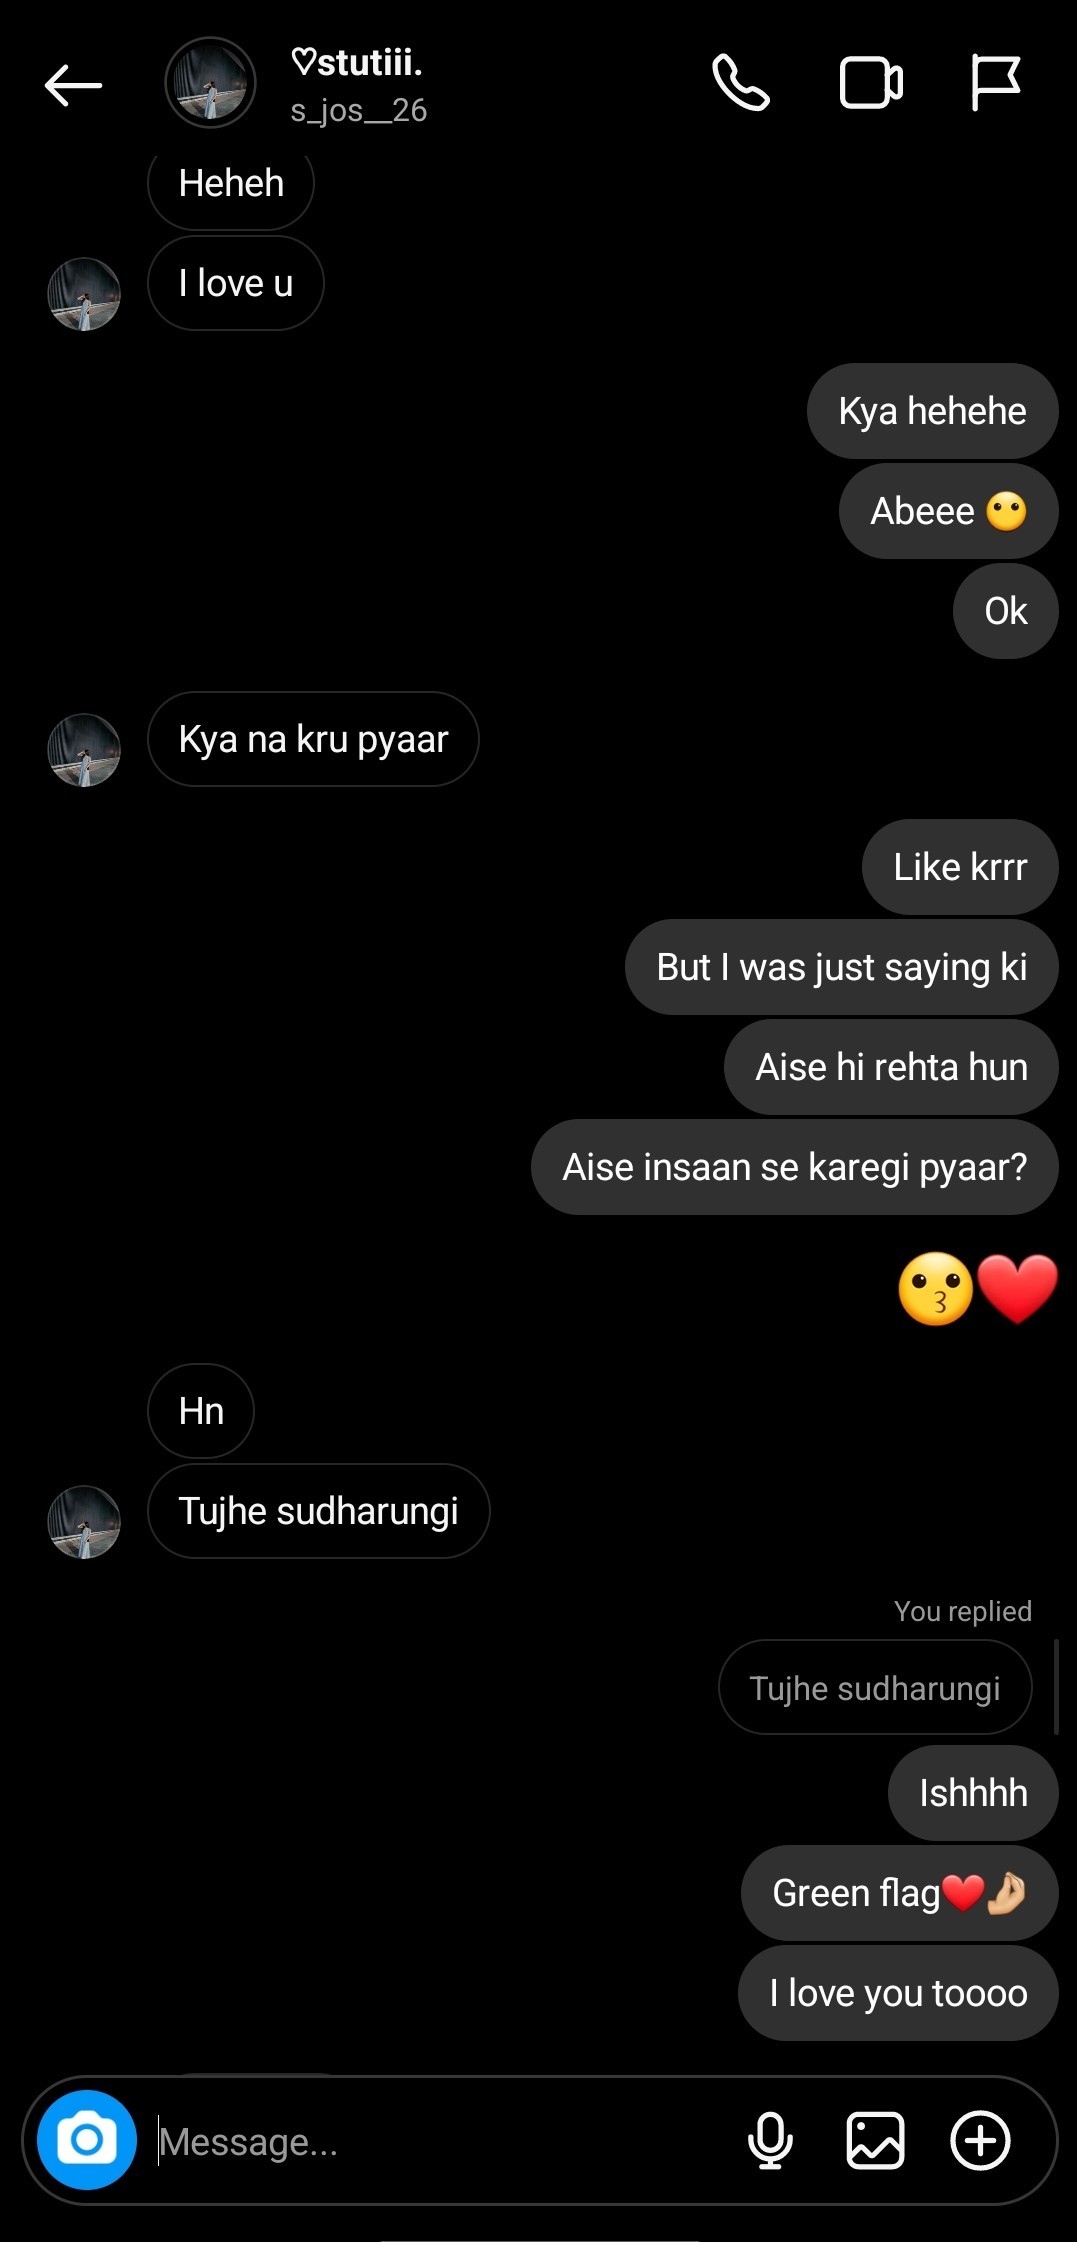 ♡stutiii.
s_jos__26
Heheh
I love u
Kya hehehe
Abeee 😶
Ok
Kya na kru pyaar
Like krrr
But I was just saying ki
Aise hi rehta hun
Aise insaan se karegi pyaar?
😗❤️
Hn
Tujhe sudharungi
You replied
Tujhe sudharungi
Ishhhh
Green flag❤️🤌🏼
I love you toooo
Message...